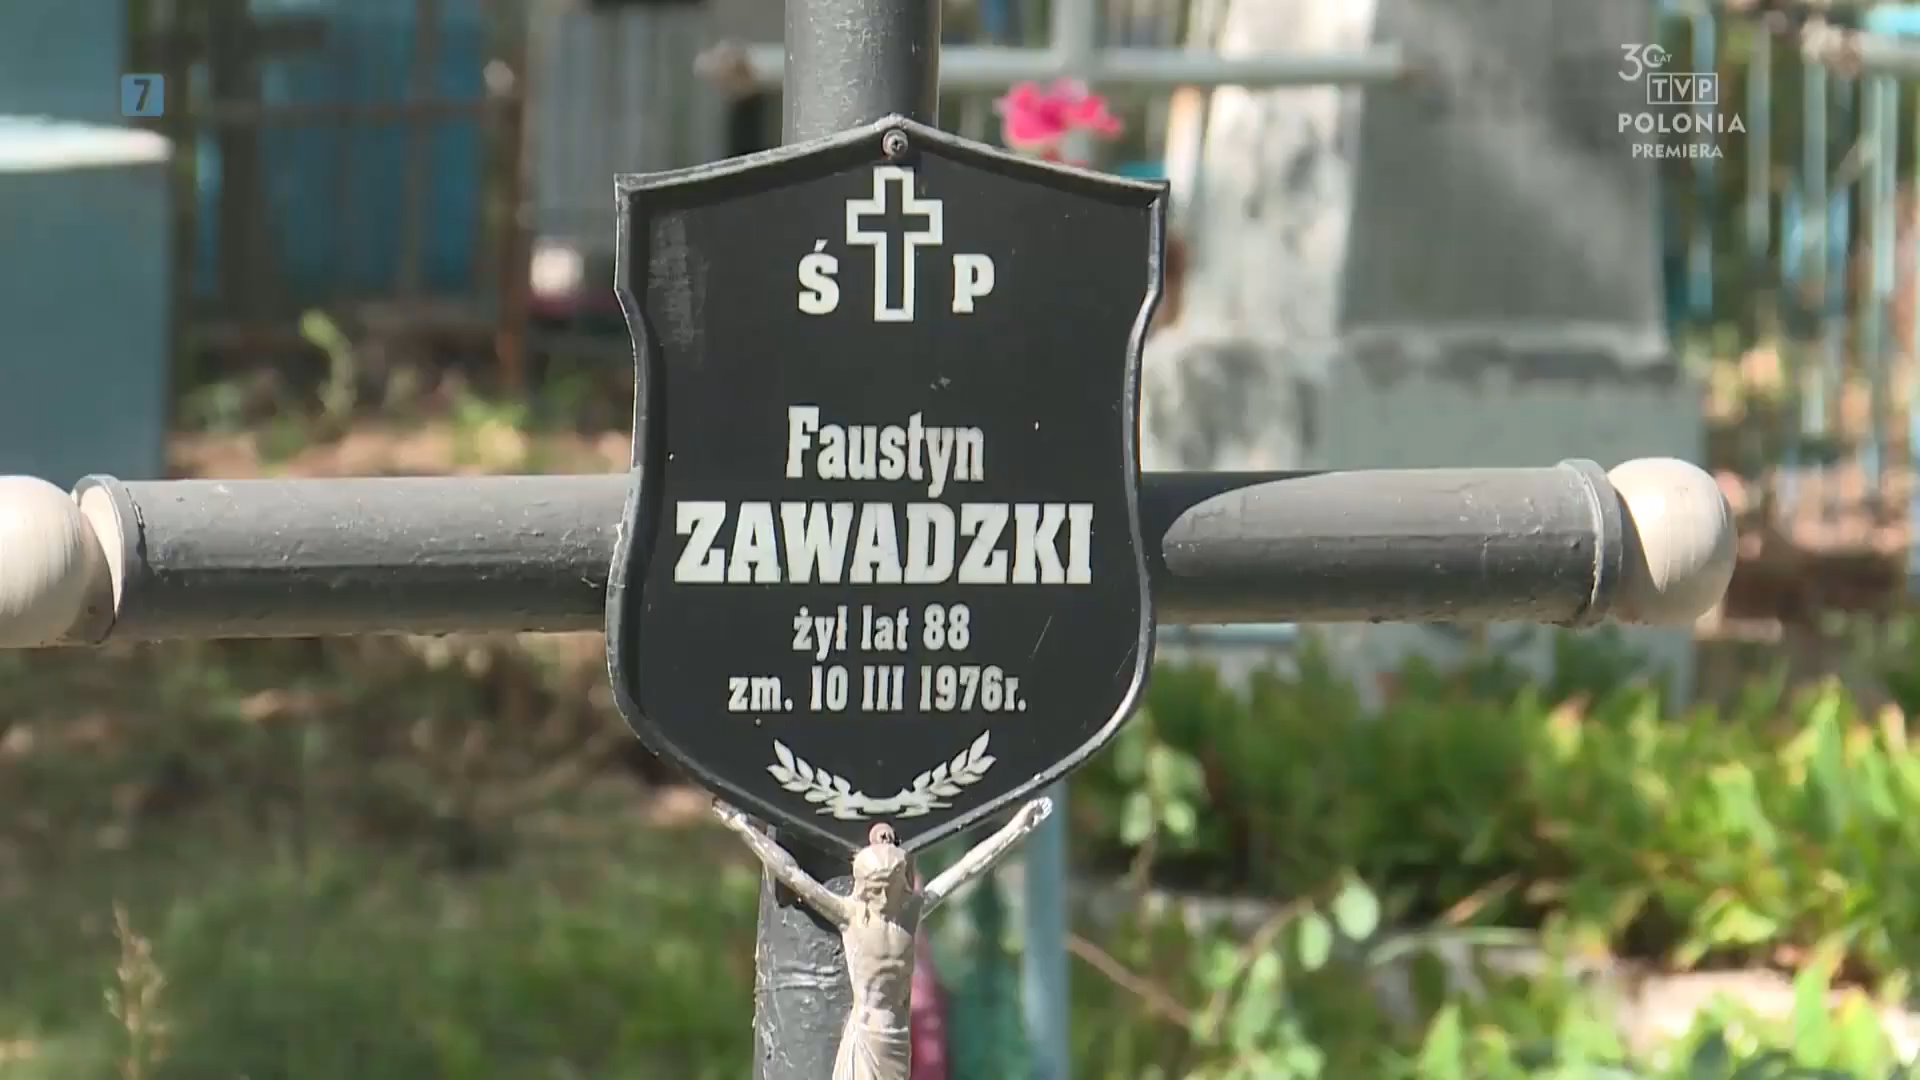 7
30 LAT
TVP
POLONIA
PREMIERA
Ś P
Faustyn
ZAWADZKI
żył lat 88
zm. 10 III 1976r.